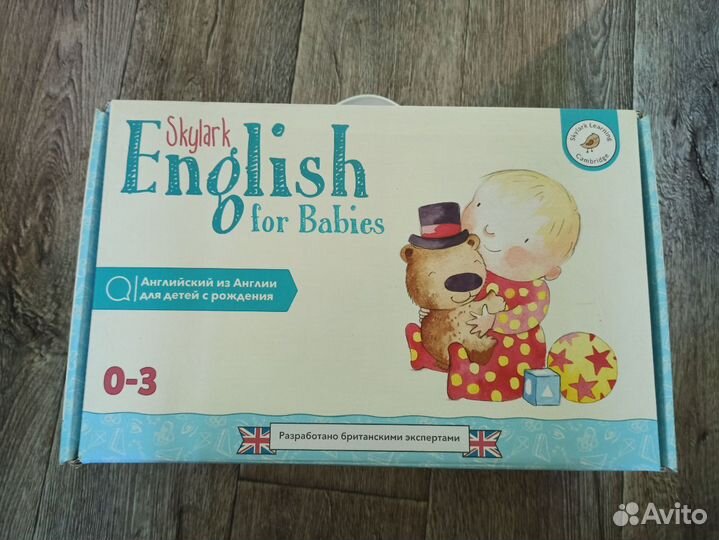 Skylark
English
for Babies
Skylark Learning
Cambridge
Английский из Англии
для детей с рождения
0-3
Разработано британскими экспертами
Avito